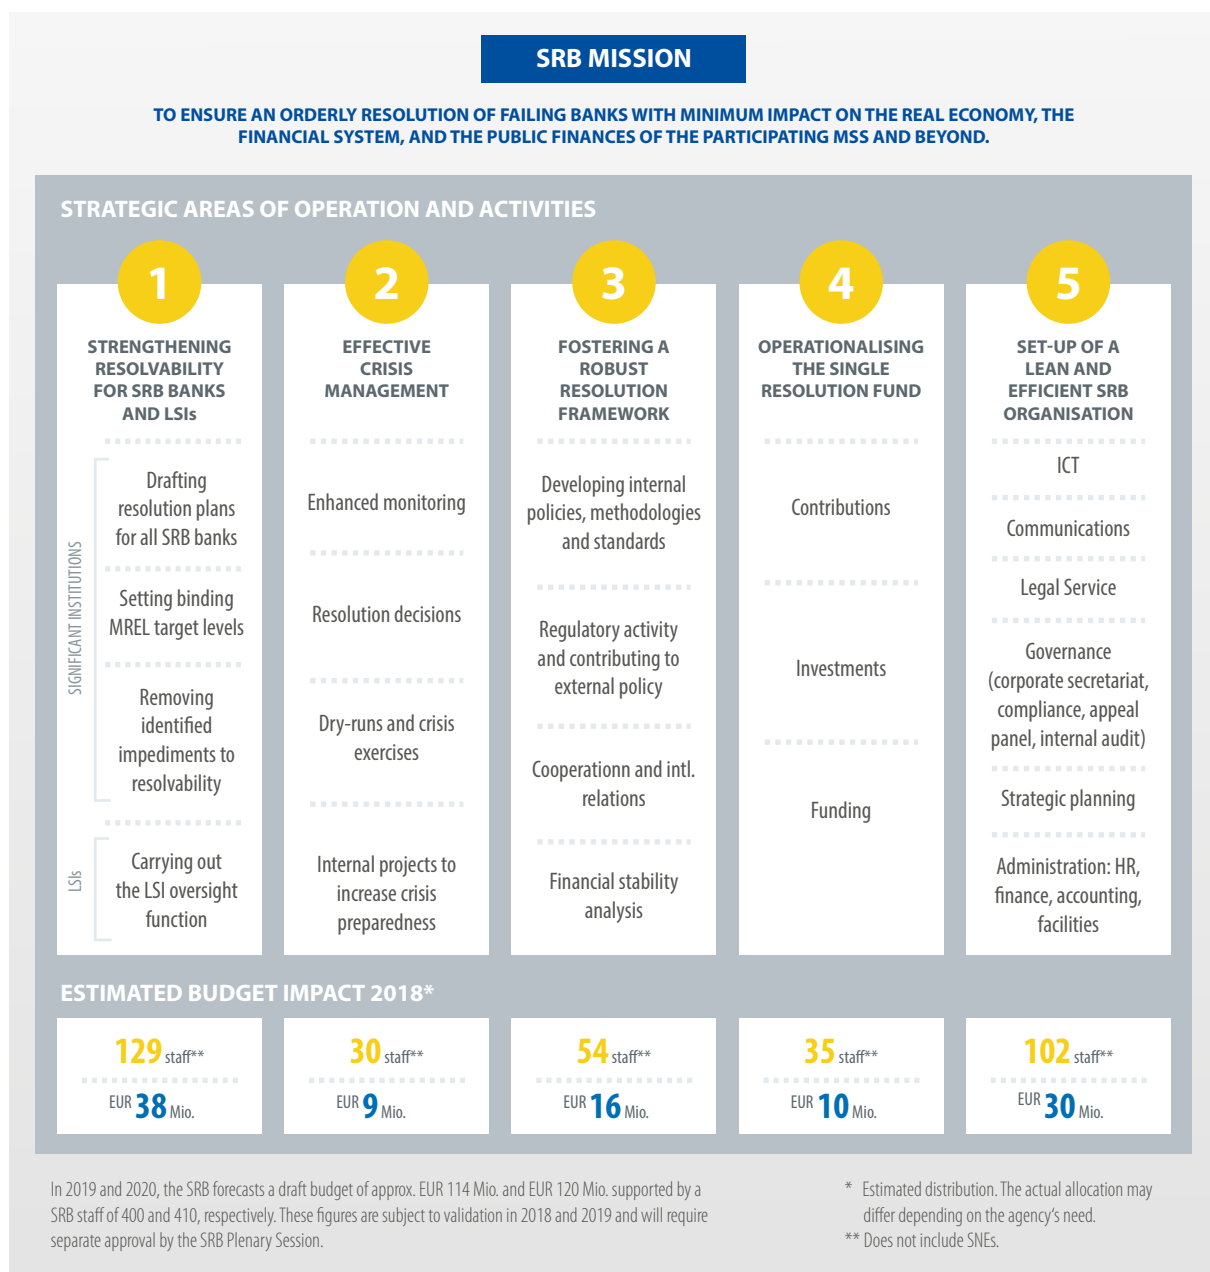 SRB MISSION
TO ENSURE AN ORDERLY RESOLUTION OF FAILING BANKS WITH MINIMUM IMPACT ON THE REAL ECONOMY, THE
FINANCIAL SYSTEM, AND THE PUBLIC FINANCES OF THE PARTICIPATING MSS AND BEYOND.
STRATEGIC AREAS OF OPERATION AND ACTIVITIES
1
STRENGTHENING
RESOLVABILITY
FOR SRB BANKS
AND LSIs
SIGNIFICANT INSTITUTIONS
Drafting
resolution plans
for all SRB banks
Setting binding
MREL target levels
Removing
identified
impediments to
resolvability
LSIs
Carrying out
the LSI oversight
function
2
EFFECTIVE
CRISIS
MANAGEMENT
Enhanced monitoring
Resolution decisions
Dry-runs and crisis
exercises
Internal projects to
increase crisis
preparedness
3
FOSTERING A
ROBUST
RESOLUTION
FRAMEWORK
Developing internal
policies, methodologies
and standards
Regulatory activity
and contributing to
external policy
Cooperationn and intl.
relations
Financial stability
analysis
4
OPERATIONALISING
THE SINGLE
RESOLUTION FUND
Contributions
Investments
Funding
5
SET-UP OF A
LEAN AND
EFFICIENT SRB
ORGANISATION
ICT
Communications
Legal Service
Governance
(corporate secretariat,
compliance, appeal
panel, internal audit)
Strategic planning
Administration: HR,
finance, accounting,
facilities
ESTIMATED BUDGET IMPACT 2018*
129 staff**
EUR 38 Mio.
30 staff**
EUR 9 Mio.
54 staff**
EUR 16 Mio.
35 staff**
EUR 10 Mio.
102 staff**
EUR 30 Mio.
In 2019 and 2020, the SRB forecasts a draft budget of approx. EUR 114 Mio. and EUR 120 Mio. supported by a
SRB staff of 400 and 410, respectively. These figures are subject to validation in 2018 and 2019 and will require
separate approval by the SRB Plenary Session.
* Estimated distribution. The actual allocation may
differ depending on the agency's need.
** Does not include SNEs.